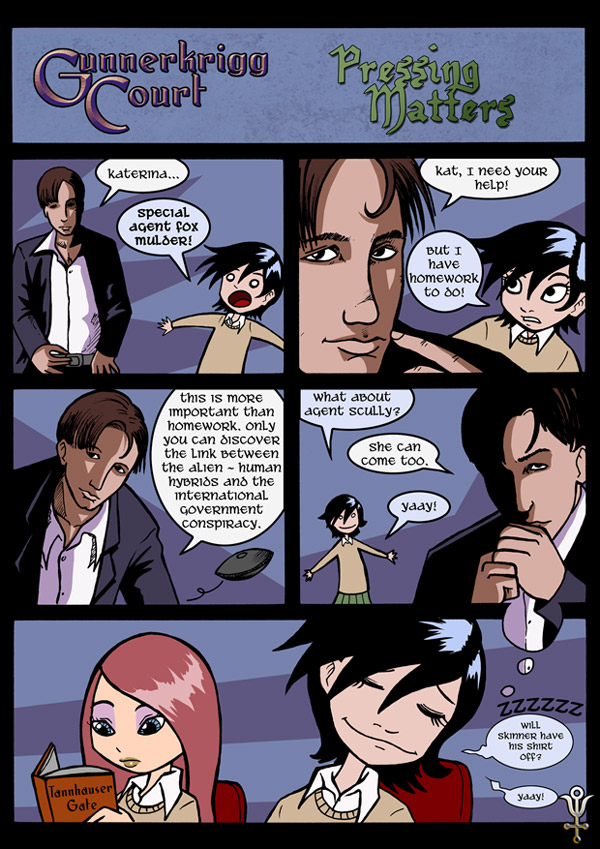 Gunnerkrigg
Court
Pressing
Matters
Katerina...
Special
Agent Fox
Mulder!
Kat, I need your
help!
But I
have
homework
to do!
This is more
important than
homework. Only
you can discover
the link between
the alien ~ human
hybrids and the
international
government
conspiracy.
What about
Agent Scully?
She can
come too.
Yaay!
ZZZZZZ
Will
Skinner have
his shirt
off?
Yaay!
Tannhauser
Gate